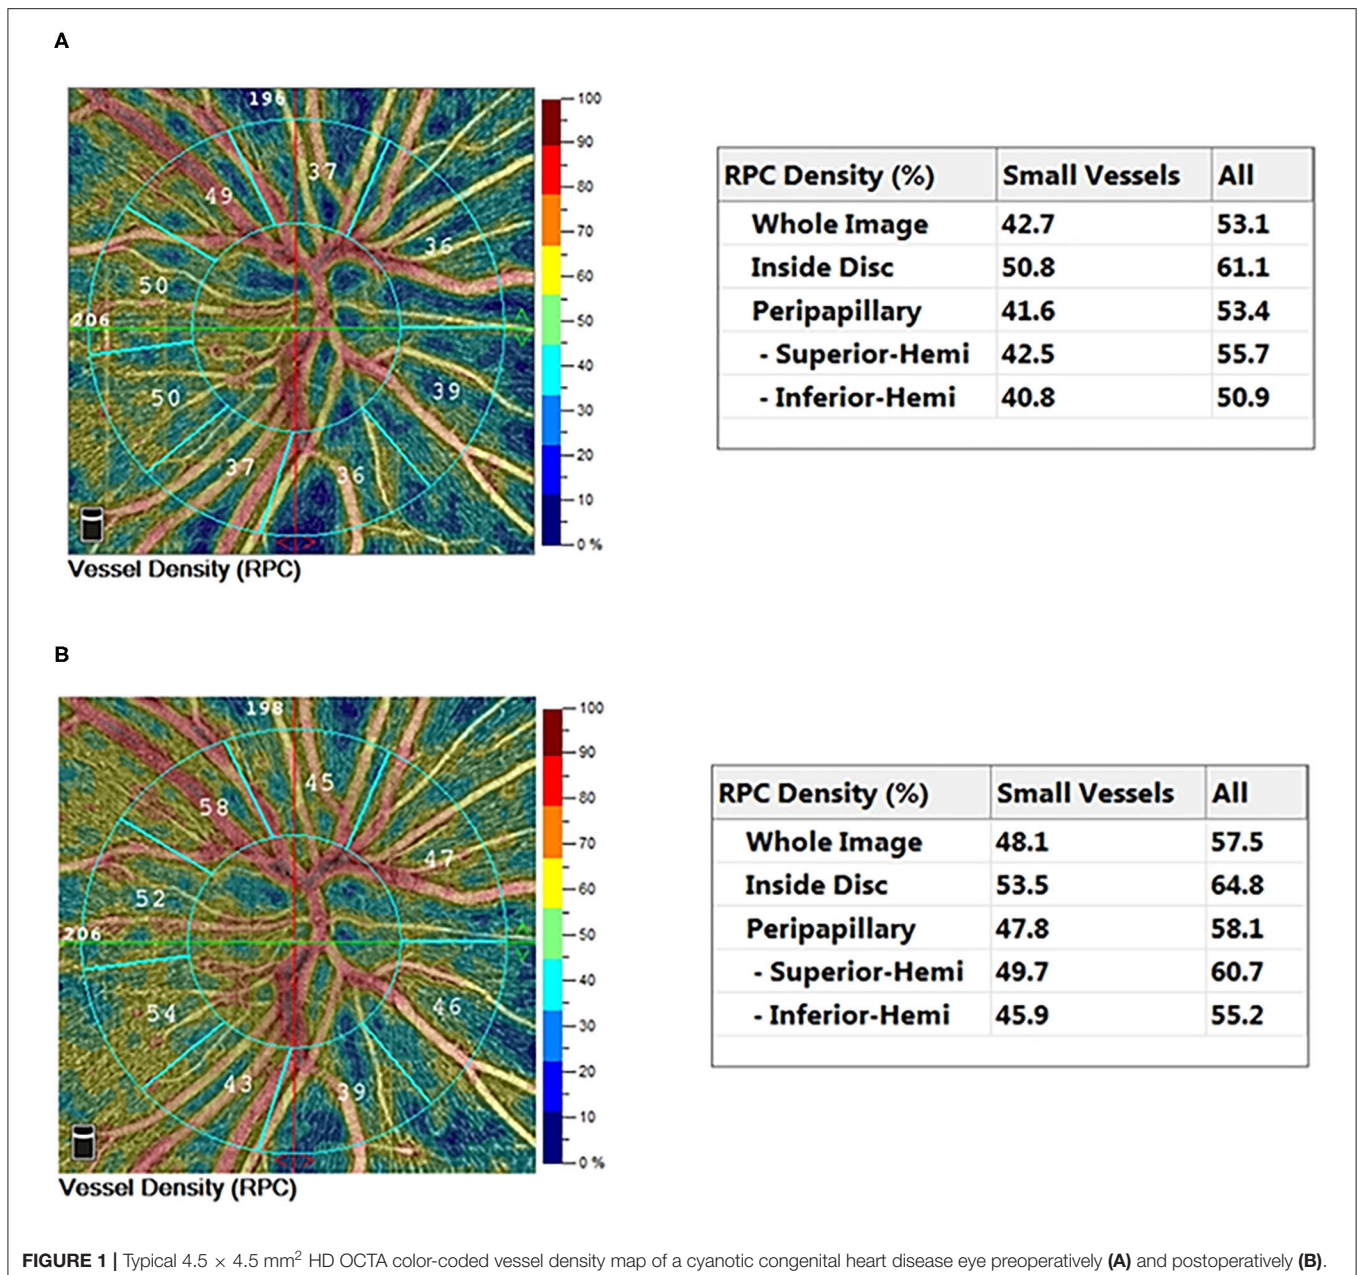 A
196
37
49
36
50
206
39
50
37
36
100
90
80
70
60
50
40
30
20
10
0 %
Vessel Density (RPC)
RPC Density (%) Small Vessels All
Whole Image 42.7 53.1
Inside Disc 50.8 61.1
Peripapillary 41.6 53.4
- Superior-Hemi 42.5 55.7
- Inferior-Hemi 40.8 50.9
B
198
45
58
47
52
206
46
54
43
39
100
90
80
70
60
50
40
30
20
10
0 %
Vessel Density (RPC)
RPC Density (%) Small Vessels All
Whole Image 48.1 57.5
Inside Disc 53.5 64.8
Peripapillary 47.8 58.1
- Superior-Hemi 49.7 60.7
- Inferior-Hemi 45.9 55.2
FIGURE 1 | Typical 4.5 × 4.5 mm² HD OCTA color-coded vessel density map of a cyanotic congenital heart disease eye preoperatively (A) and postoperatively (B).